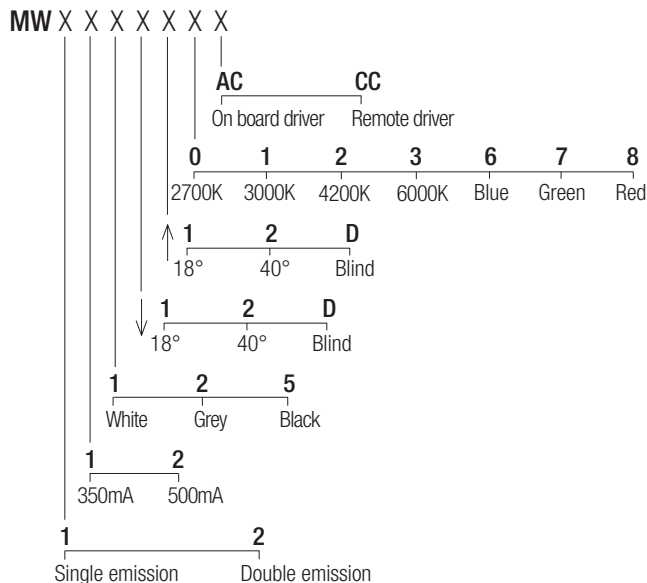 MW X X X X X X X
AC CC
On board driver Remote driver
0 1 2 3 6 7 8
2700K 3000K 4200K 6000K Blue Green Red
1 2 D
18° 40° Blind
1 2 D
18° 40° Blind
1 2 5
White Grey Black
1 2
350mA 500mA
1 2
Single emission Double emission